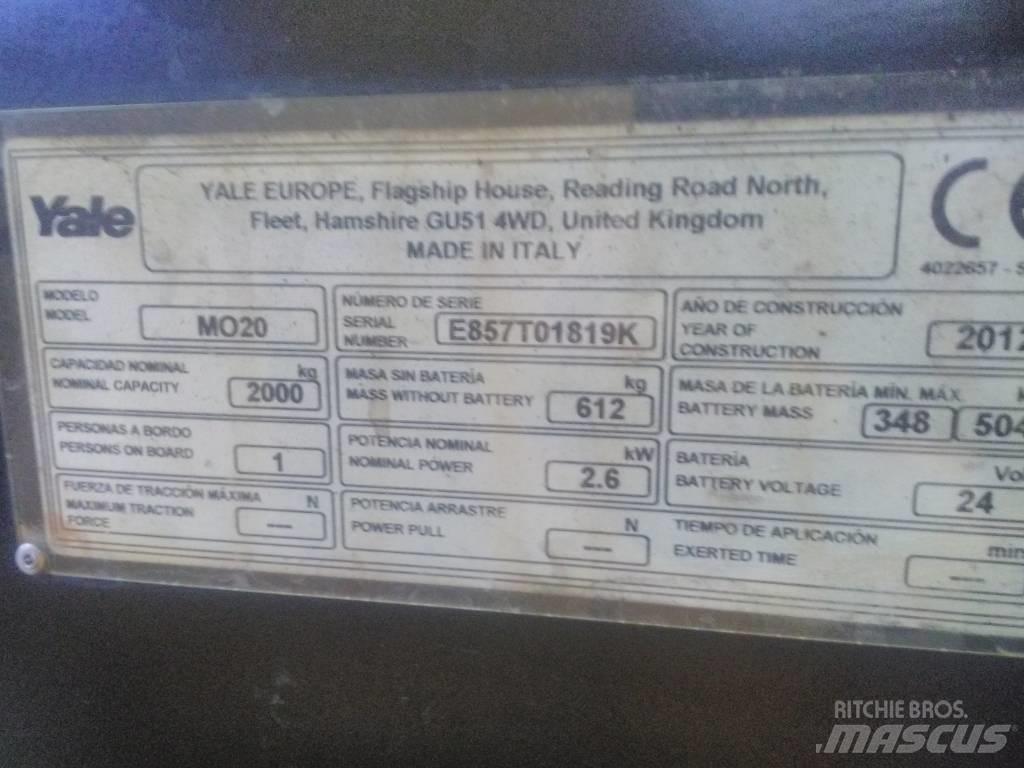 Yale
YALE EUROPE, Flagship House, Reading Road North,
Fleet, Hamshire GU51 4WD, United Kingdom
MADE IN ITALY
CE
4022657 - S
MODELO
MODEL
MO20
NÚMERO DE SERIE
SERIAL
NUMBER
E857T01819K
AÑO DE CONSTRUCCIÓN
YEAR OF
CONSTRUCTION
2012
CAPACIDAD NOMINAL
NOMINAL CAPACITY
kg
2000
MASA SIN BATERÍA
MASS WITHOUT BATTERY
kg
612
MASA DE LA BATERÍA MÍN. MÁX.
BATTERY MASS
348
504
PERSONAS A BORDO
PERSONS ON BOARD
1
POTENCIA NOMINAL
NOMINAL POWER
kW
2.6
BATERÍA
BATTERY VOLTAGE
Vo
24
FUERZA DE TRACCIÓN MÁXIMA
MAXIMUM TRACTION
FORCE
N
---
POTENCIA ARRASTRE
POWER PULL
N
---
TIEMPO DE APLICACIÓN
EXERTED TIME
min
---
RITCHIE BROS.
MASCUS